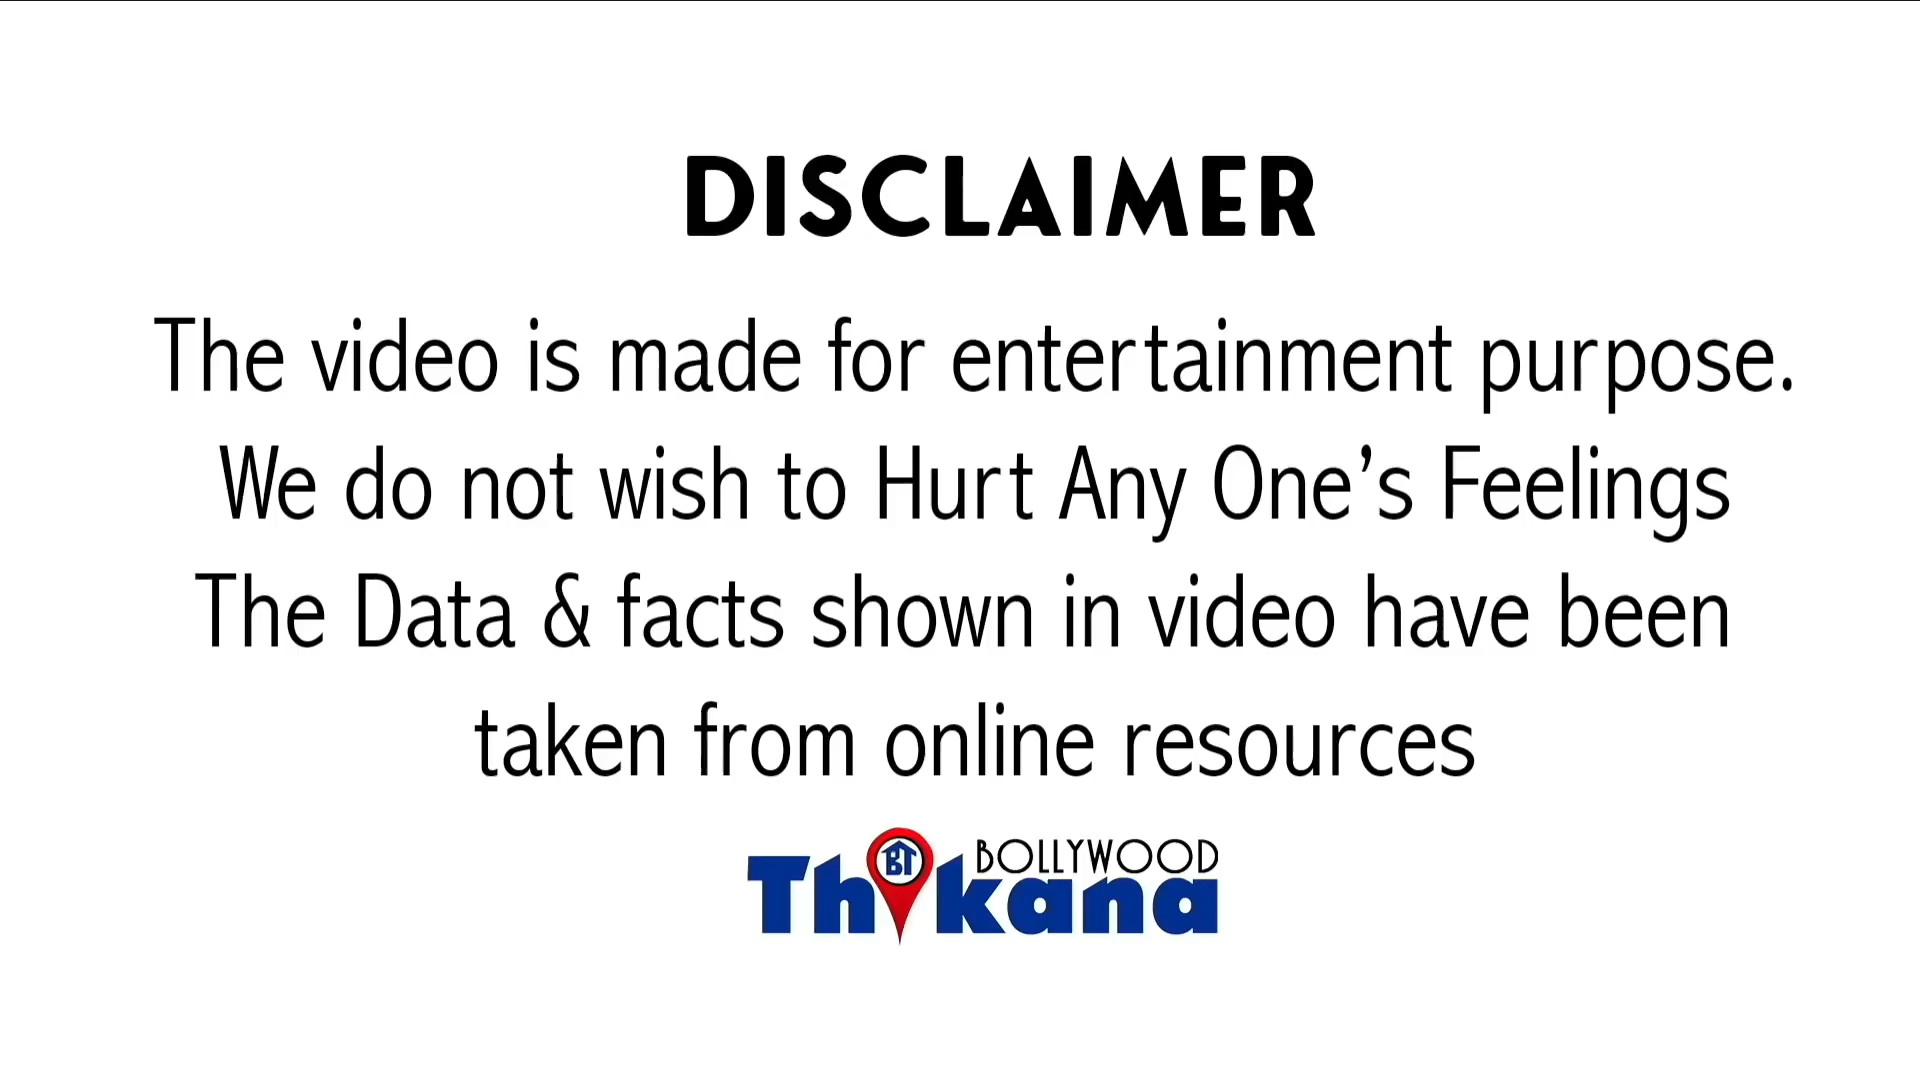 DISCLAIMER
The video is made for entertainment purpose.
We do not wish to Hurt Any One’s Feelings
The Data & facts shown in video have been
taken from online resources
BT
BOLLYWOOD
Thikana